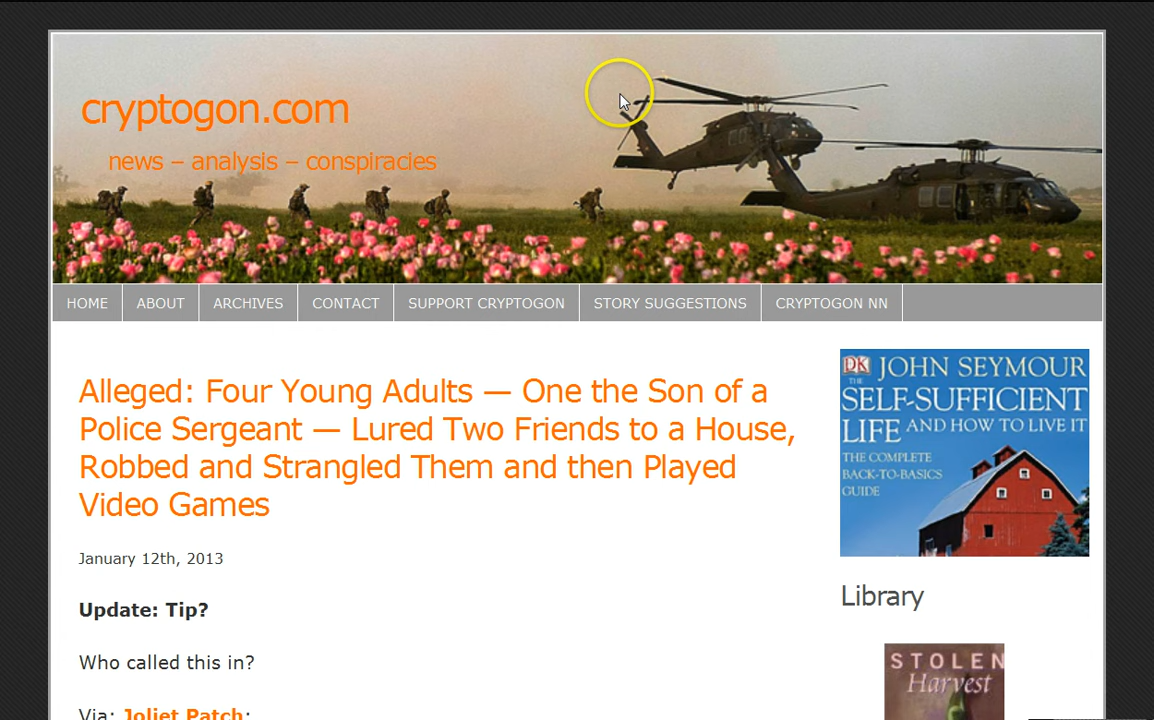 cryptogon.com
news – analysis – conspiracies
HOME ABOUT ARCHIVES CONTACT SUPPORT CRYPTOGON STORY SUGGESTIONS CRYPTOGON NN
Alleged: Four Young Adults — One the Son of a
Police Sergeant — Lured Two Friends to a House,
Robbed and Strangled Them and then Played
Video Games
January 12th, 2013
Update: Tip?
Who called this in?
Via: Joliet Patch:
DK JOHN SEYMOUR
THE
SELF-SUFFICIENT
LIFE AND HOW TO LIVE IT
THE COMPLETE
BACK-TO-BASICS
GUIDE
Library
STOLEN
Harvest